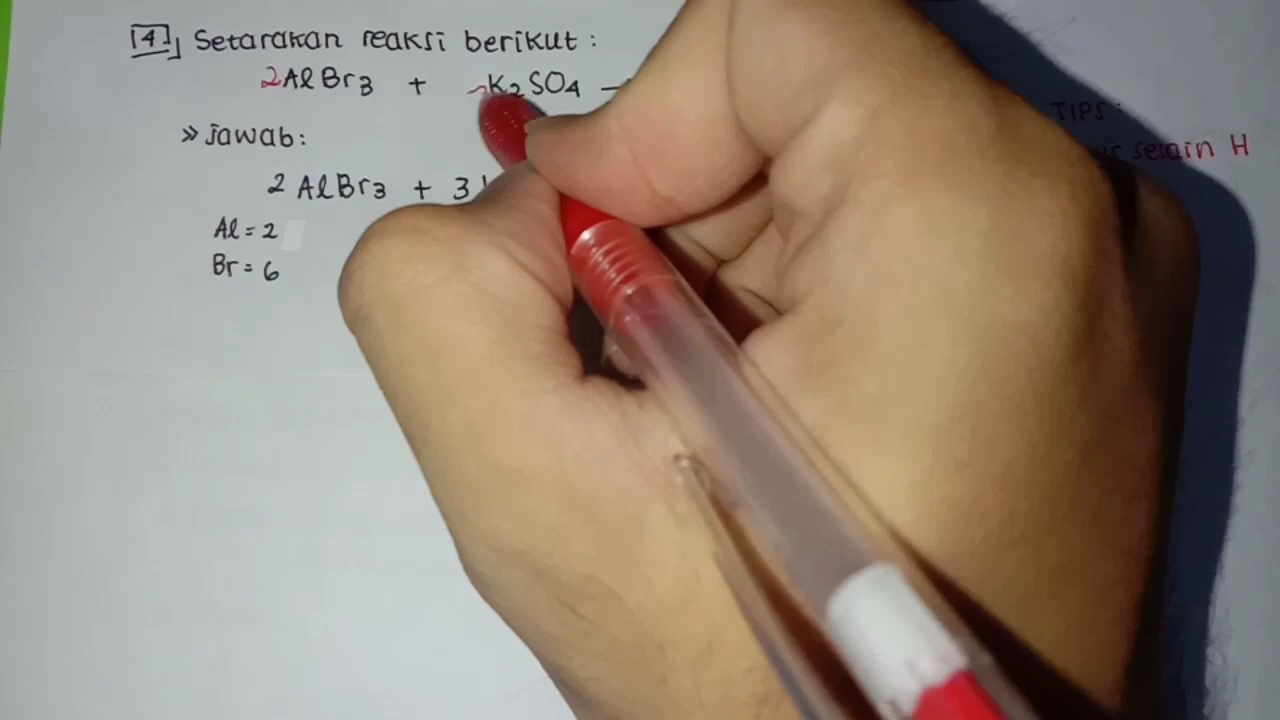 4. Setarakan reaksi berikut :
2AlBr3 + K2SO4
» Jawab:
2 AlBr3 + 3
Al = 2
Br = 6
TIPS :
selain H